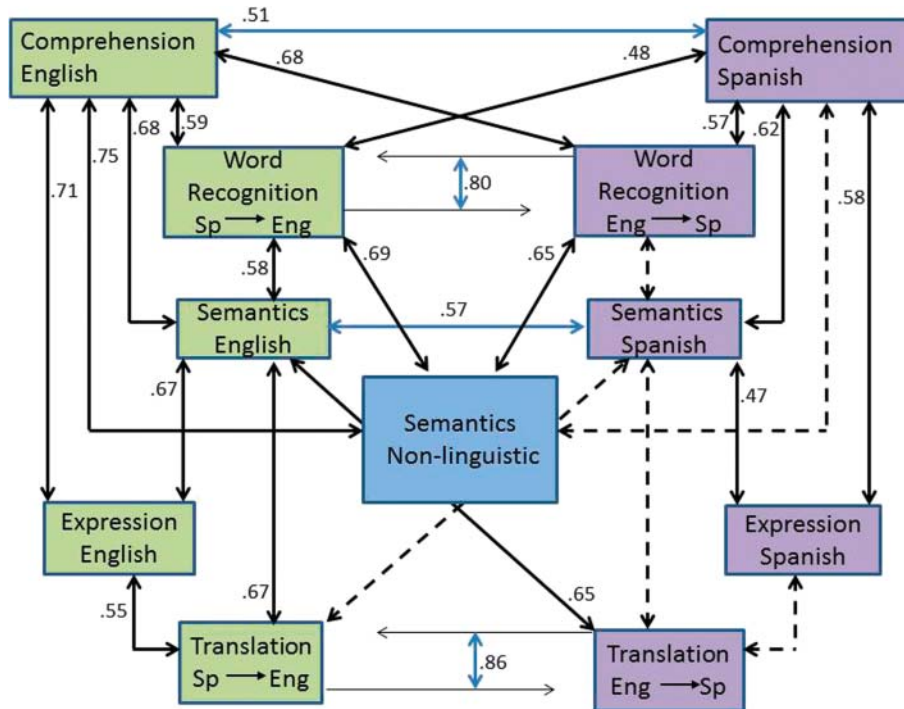 .51
Comprehension
English
Comprehension
Spanish
.68
.48
.59
.68
.75
.71
.57
.62
.58
Word
Recognition
Sp → Eng
.80
Word
Recognition
Eng → Sp
.58
.69
.65
Semantics
English
.57
Semantics
Spanish
.67
Semantics
Non-linguistic
.47
Expression
English
Expression
Spanish
.55
.67
.65
Translation
Sp → Eng
.86
Translation
Eng → Sp